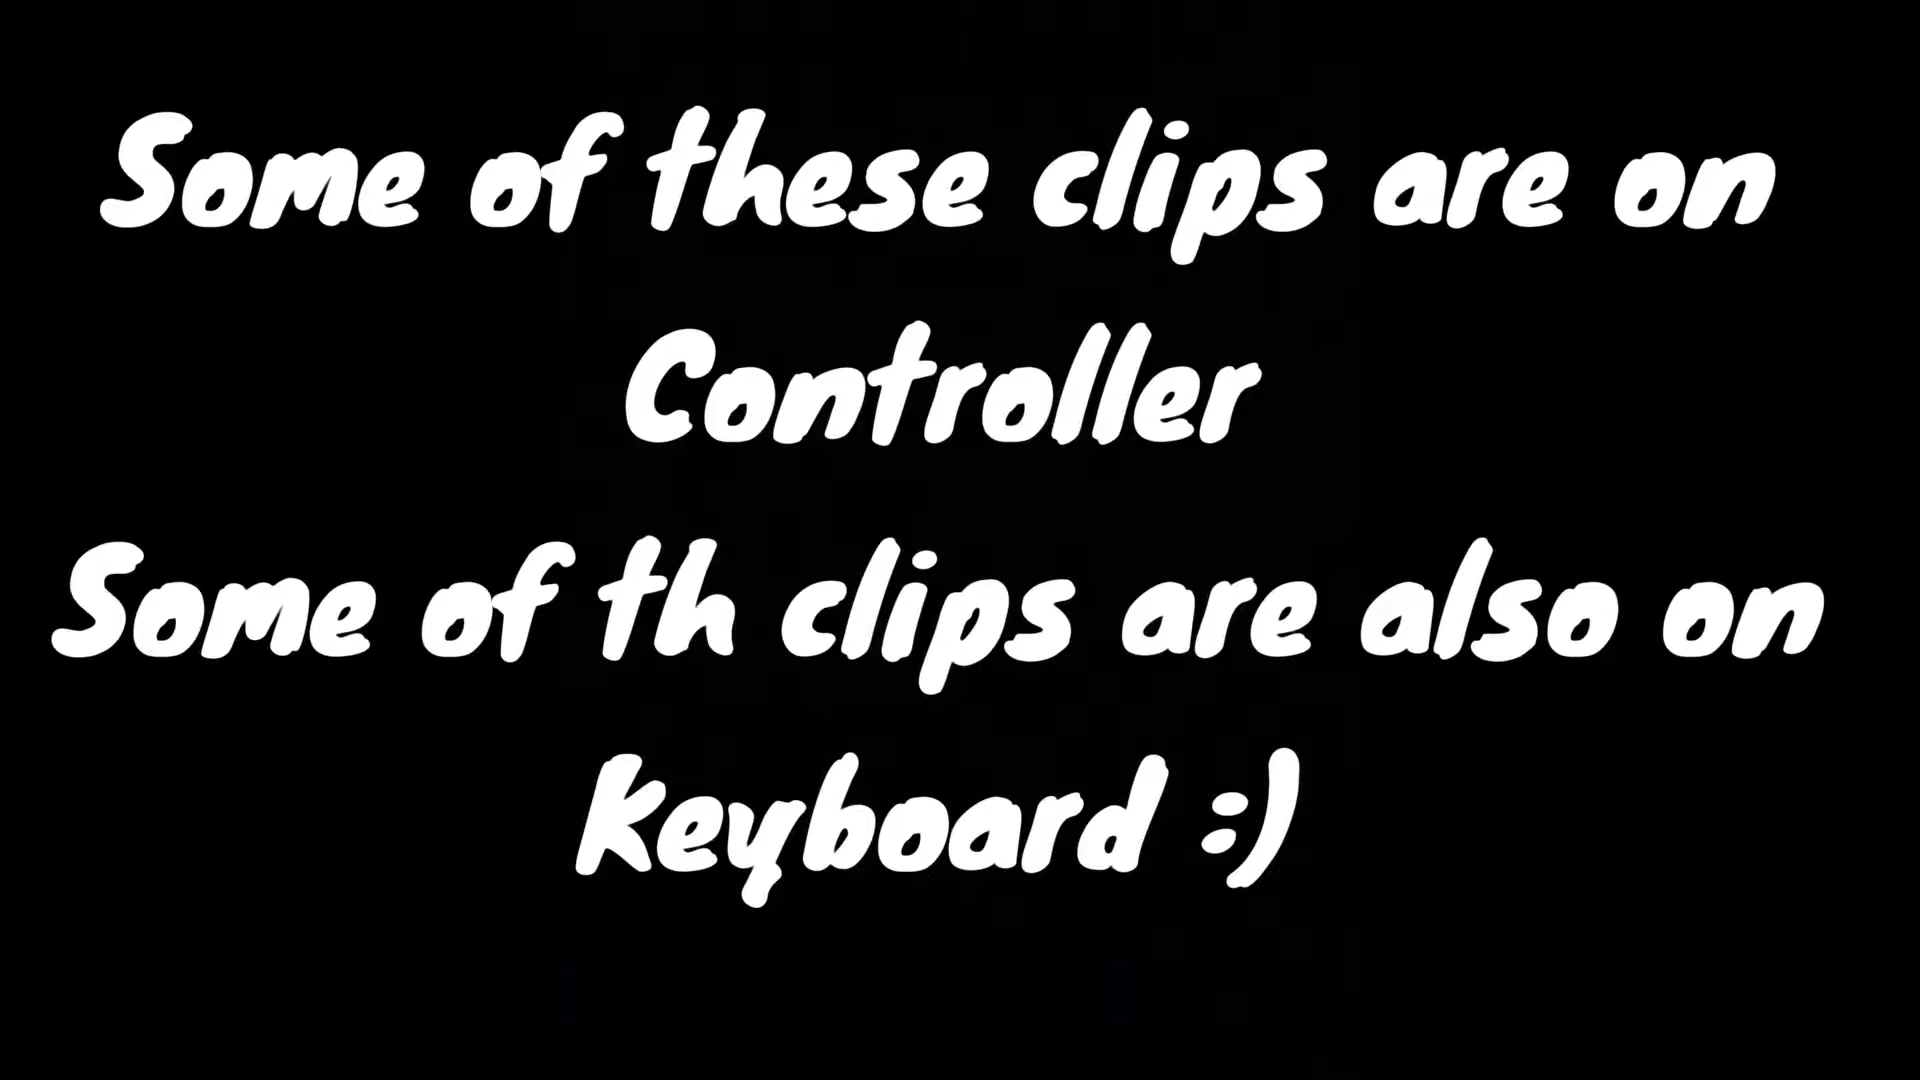 Some of these clips are on
Controller
Some of th clips are also on
Keyboard :)